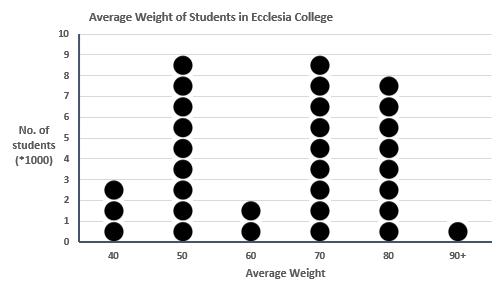 Average Weight of Students in Ecclesia College
10
9
8
7
6
5
4
3
2
1
0
No. of
students
(*1000)
40 50 60 70 80 90+
Average Weight